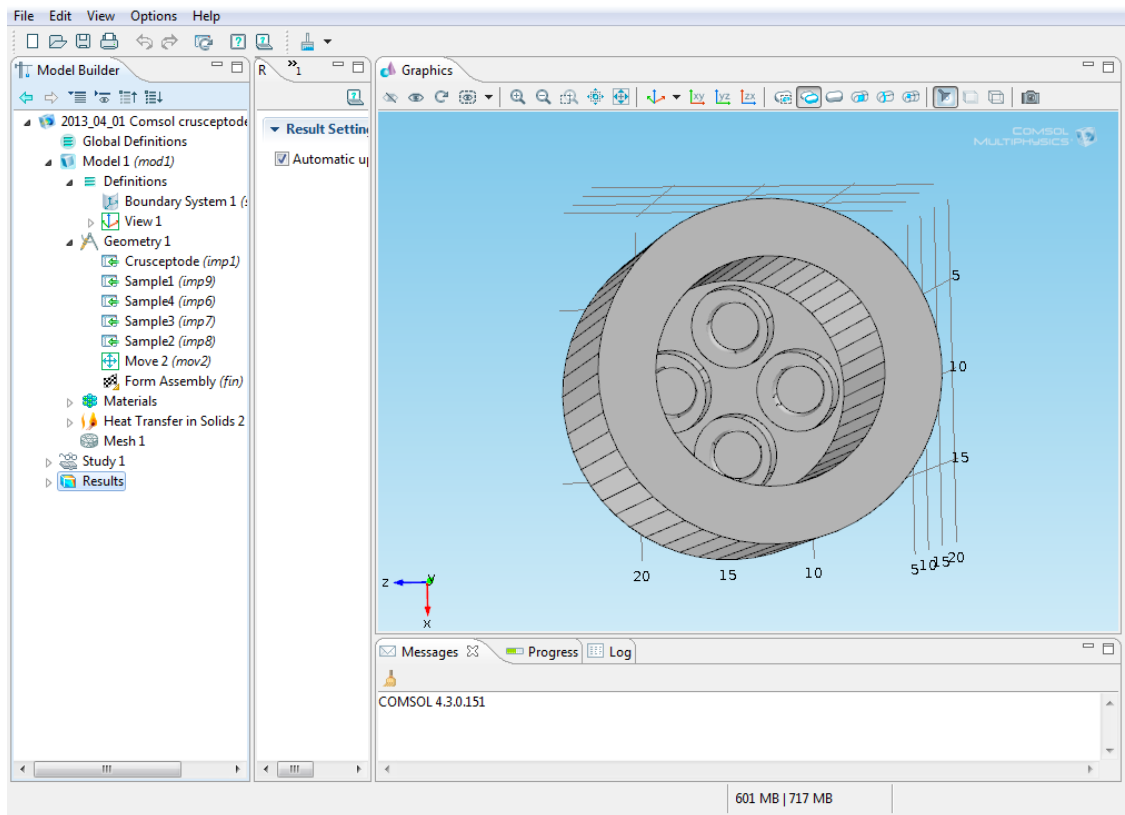 File Edit View Options Help
Model Builder
R »1
Graphics
2013_04_01 Comsol crusceptode
Global Definitions
Model 1 (mod1)
Definitions
Boundary System 1 (s
View 1
Geometry 1
Crusceptode (imp1)
Sample1 (imp9)
Sample4 (imp6)
Sample3 (imp7)
Sample2 (imp8)
Move 2 (mov2)
Form Assembly (fin)
Materials
Heat Transfer in Solids 2
Mesh 1
Study 1
Results
Result Settin
Automatic up
xy yz zx
COMSOL
MULTIPHYSICS
5
10
15
20 15 10
5 10 15 20
z y
x
Messages Progress Log
COMSOL 4.3.0.151
601 MB | 717 MB